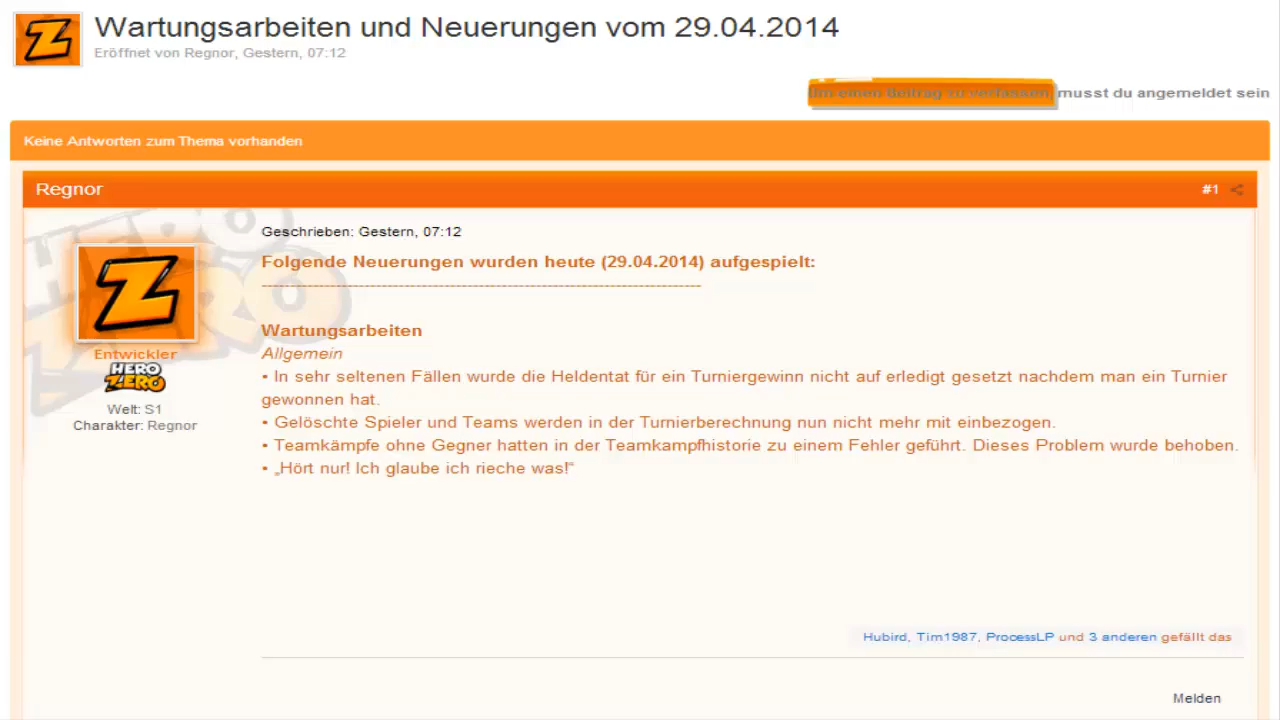 Z
Wartungsarbeiten und Neuerungen vom 29.04.2014
Eröffnet von Regnor, Gestern, 07:12
Um einen Beitrag zu verfassen, musst du angemeldet sein
Keine Antworten zum Thema vorhanden
Regnor
#1
HERO
ZERO
Geschrieben: Gestern, 07:12
Folgende Neuerungen wurden heute (29.04.2014) aufgespielt:
--------------------------------------------------------------------------------
Z
Wartungsarbeiten
Entwickler
Allgemein
HERO
ZERO
• In sehr seltenen Fällen wurde die Heldentat für ein Turniergewinn nicht auf erledigt gesetzt nachdem man ein Turnier
gewonnen hat.
Welt: S1
Charakter: Regnor
• Gelöschte Spieler und Teams werden in der Turnierberechnung nun nicht mehr mit einbezogen.
• Teamkämpfe ohne Gegner hatten in der Teamkampfhistorie zu einem Fehler geführt. Dieses Problem wurde behoben.
• „Hört nur! Ich glaube ich rieche was!“
Hubird, Tim1987, ProcessLP und 3 anderen gefällt das
Melden